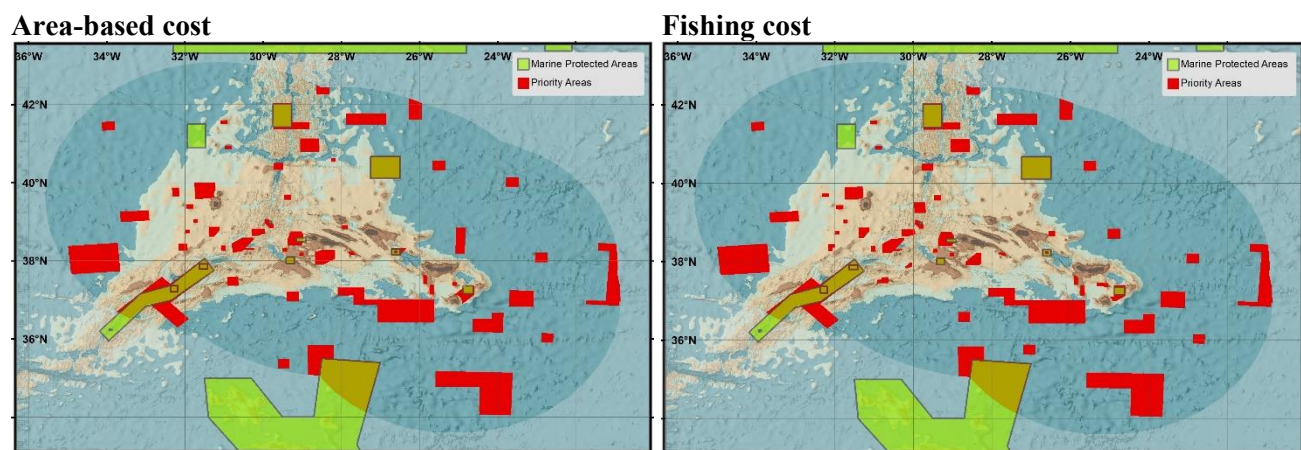 Area-based cost
Fishing cost
36°W 34°W 32°W 30°W 28°W 26°W 24°W
Marine Protected Areas
Priority Areas
42°N
40°N
38°N
36°N
36°W 34°W 32°W 30°W 28°W 26°W 24°W
Marine Protected Areas
Priority Areas
42°N
40°N
38°N
36°N